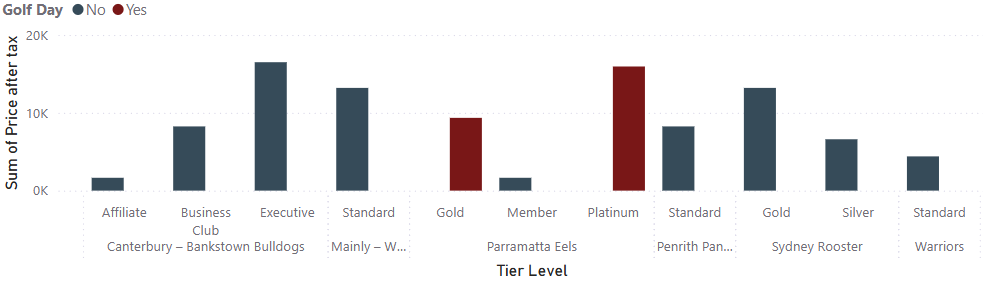 Golf Day No Yes
Sum of Price after tax
20K
10K
0K
Affiliate Business Club Executive Standard Gold Member Platinum Standard Gold Silver Standard
Canterbury – Bankstown Bulldogs Mainly – W... Parramatta Eels Penrith Pan... Sydney Rooster Warriors
Tier Level